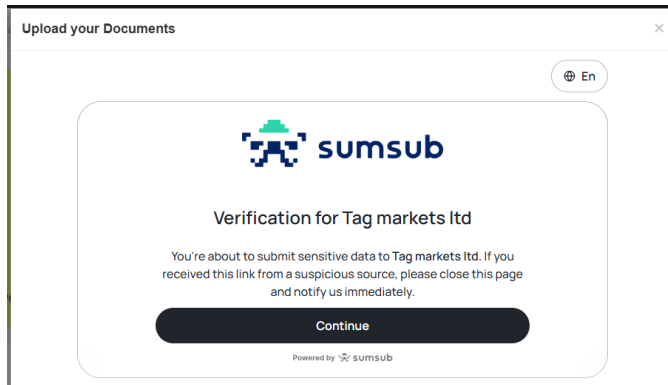 Upload your Documents
En
sumsub
Verification for Tag markets ltd
You're about to submit sensitive data to Tag markets ltd. If you
received this link from a suspicious source, please close this page
and notify us immediately.
Continue
Powered by sumsub